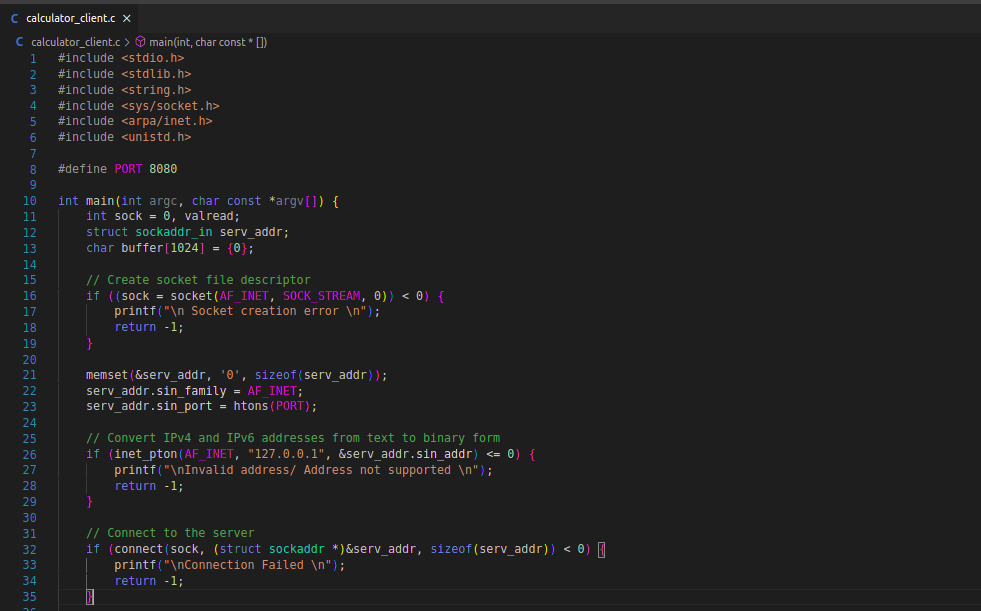 C calculator_client.c ×
C calculator_client.c > main(int, char const * [])
1 #include <stdio.h>
2 #include <stdlib.h>
3 #include <string.h>
4 #include <sys/socket.h>
5 #include <arpa/inet.h>
6 #include <unistd.h>
7
8 #define PORT 8080
9
10 int main(int argc, char const *argv[]) {
11     int sock = 0, valread;
12     struct sockaddr_in serv_addr;
13     char buffer[1024] = {0};
14
15     // Create socket file descriptor
16     if ((sock = socket(AF_INET, SOCK_STREAM, 0)) < 0) {
17         printf("\n Socket creation error \n");
18         return -1;
19     }
20
21     memset(&serv_addr, '0', sizeof(serv_addr));
22     serv_addr.sin_family = AF_INET;
23     serv_addr.sin_port = htons(PORT);
24
25     // Convert IPv4 and IPv6 addresses from text to binary form
26     if (inet_pton(AF_INET, "127.0.0.1", &serv_addr.sin_addr) <= 0) {
27         printf("\nInvalid address/ Address not supported \n");
28         return -1;
29     }
30
31     // Connect to the server
32     if (connect(sock, (struct sockaddr *)&serv_addr, sizeof(serv_addr)) < 0) {
33         printf("\nConnection Failed \n");
34         return -1;
35     }